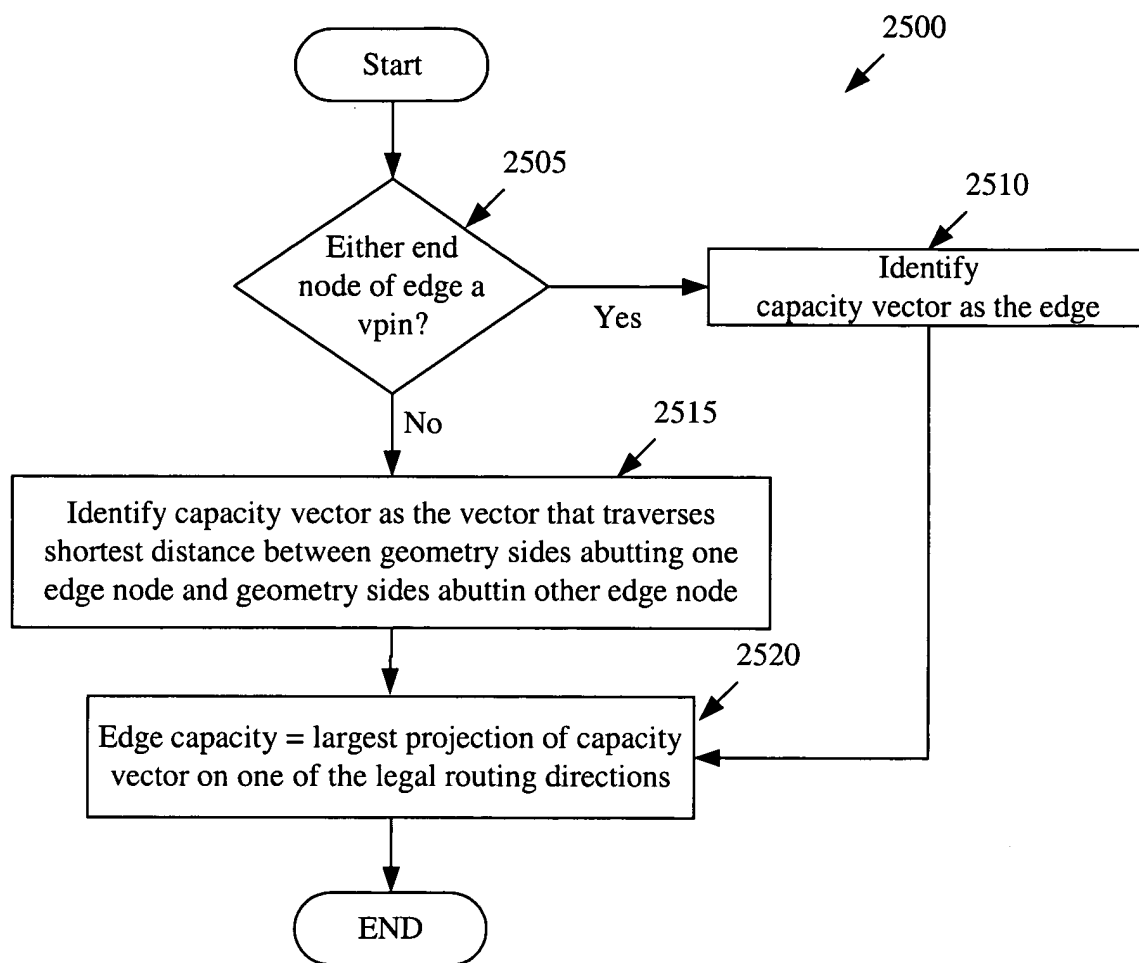 2500
Start
2505
Either end
node of edge a
vpin?
Yes
2510
Identify
capacity vector as the edge
No
2515
Identify capacity vector as the vector that traverses
shortest distance between geometry sides abutting one
edge node and geometry sides abuttin other edge node
2520
Edge capacity = largest projection of capacity
vector on one of the legal routing directions
END